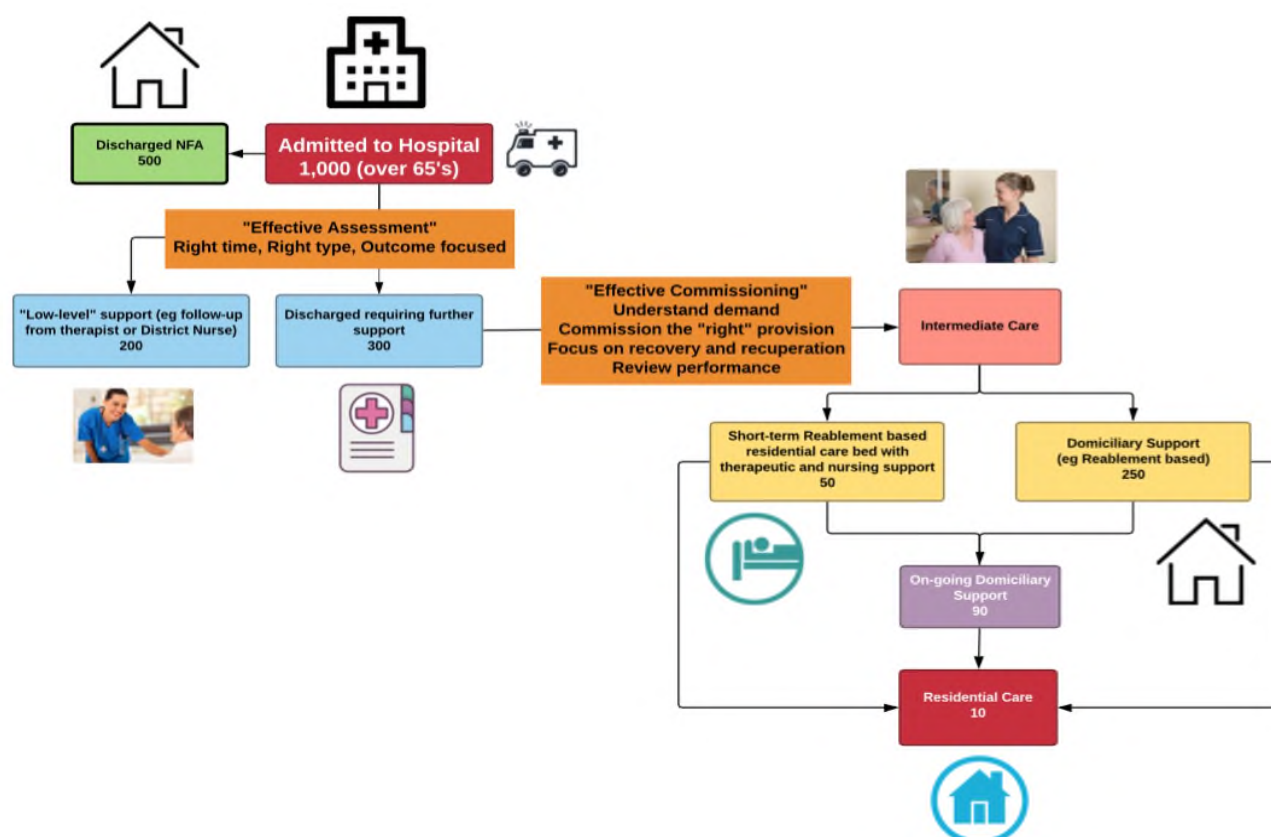 Discharged NFA
500
Admitted to Hospital
1,000 (over 65's)
"Effective Assessment"
Right time, Right type, Outcome focused
"Low-level" support (eg follow-up
from therapist or District Nurse)
200
Discharged requiring further
support
300
"Effective Commissioning"
Understand demand
Commission the "right" provision
Focus on recovery and recuperation
Review performance
Intermediate Care
Short-term Reablement based
residential care bed with
therapeutic and nursing support
50
Domiciliary Support
(eg Reablement based)
250
On-going Domiciliary
Support
90
Residential Care
10